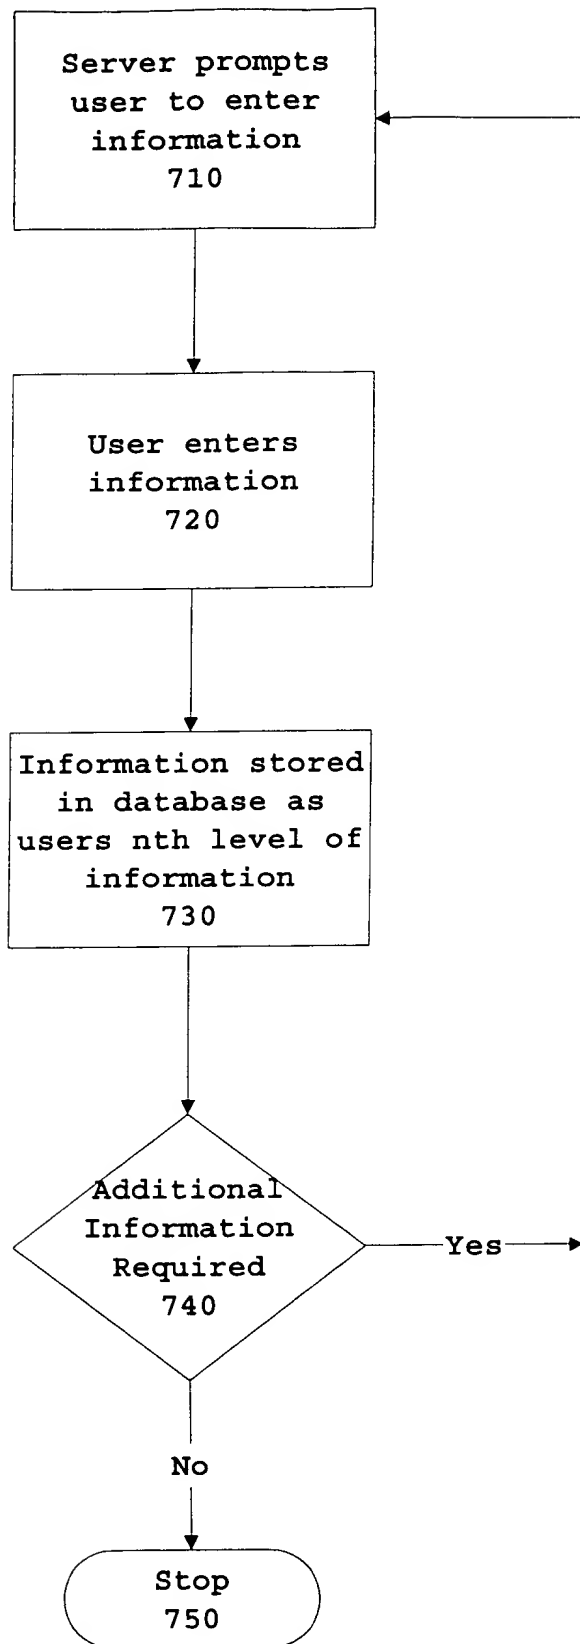 Server prompts
user to enter
information
710
User enters
information
720
Information stored
in database as
users nth level of
information
730
Additional
Information
Required
740
Yes
No
Stop
750